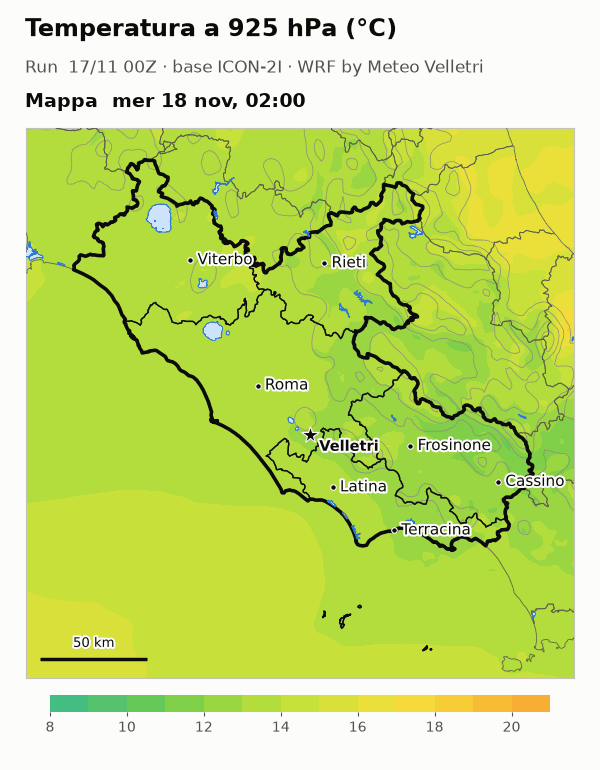 Temperatura a 925 hPa (°C)
Run  17/11 00Z · base ICON-2I · WRF by Meteo Velletri
Mappa  mer 18 nov, 02:00
Viterbo
Rieti
Roma
Velletri
Frosinone
Cassino
Latina
Terracina
50 km
8 10 12 14 16 18 20